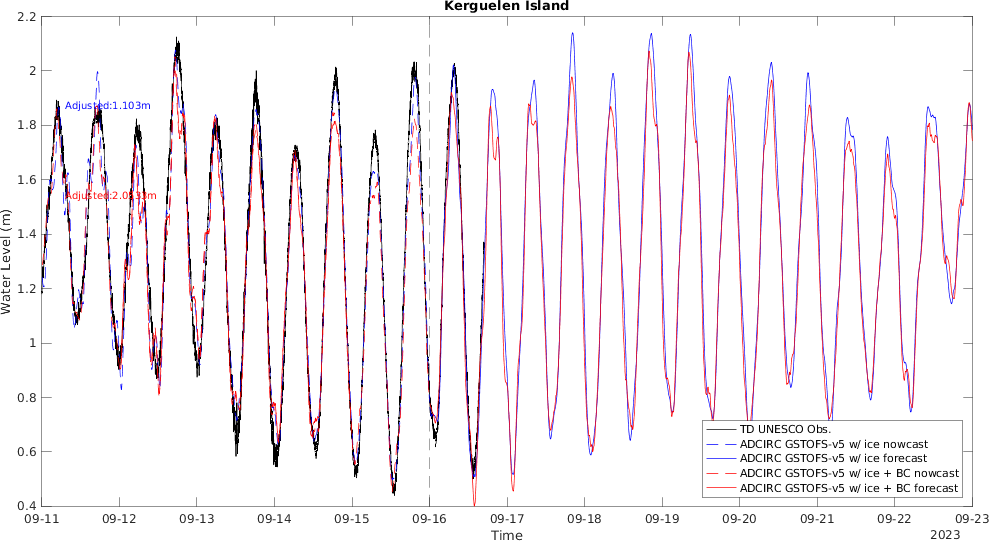 Kerguelen Island
Water Level (m)
2.2
2
1.8
1.6
1.4
1.2
1
0.8
0.6
0.4
Adjusted:1.103m
TD UNESCO Obs.
ADCIRC GSTOFS-v5 w/ ice nowcast
ADCIRC GSTOFS-v5 w/ ice forecast
ADCIRC GSTOFS-v5 w/ ice + BC nowcast
ADCIRC GSTOFS-v5 w/ ice + BC forecast
09-11 09-12 09-13 09-14 09-15 09-16 09-17 09-18 09-19 09-20 09-21 09-22 09-23
Time
2023